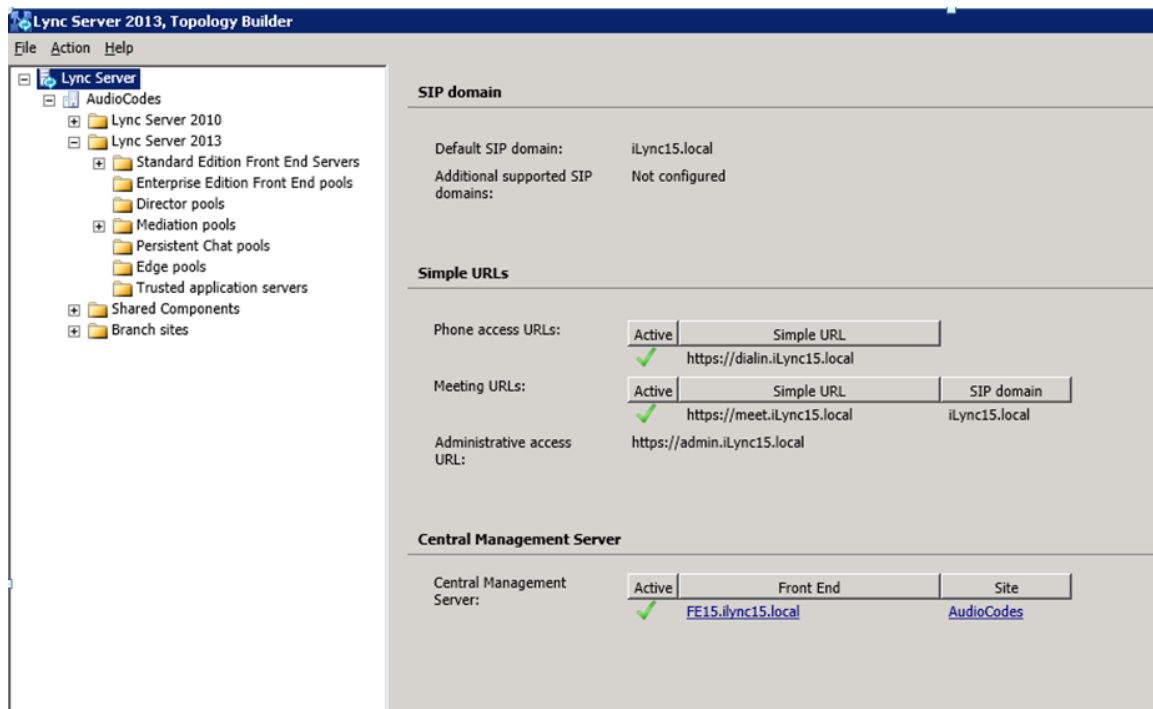 Lync Server 2013, Topology Builder
File Action Help
Lync Server
AudioCodes
Lync Server 2010
Lync Server 2013
Standard Edition Front End Servers
Enterprise Edition Front End pools
Director pools
Mediation pools
Persistent Chat pools
Edge pools
Trusted application servers
Shared Components
Branch sites
SIP domain
Default SIP domain: iLync15.local
Additional supported SIP Not configured
domains:
Simple URLs
Phone access URLs: Active Simple URL
https://dialin.iLync15.local
Meeting URLs: Active Simple URL SIP domain
https://meet.iLync15.local iLync15.local
Administrative access https://admin.iLync15.local
URL:
Central Management Server
Central Management Active Front End Site
Server: FE15.ilync15.local AudioCodes